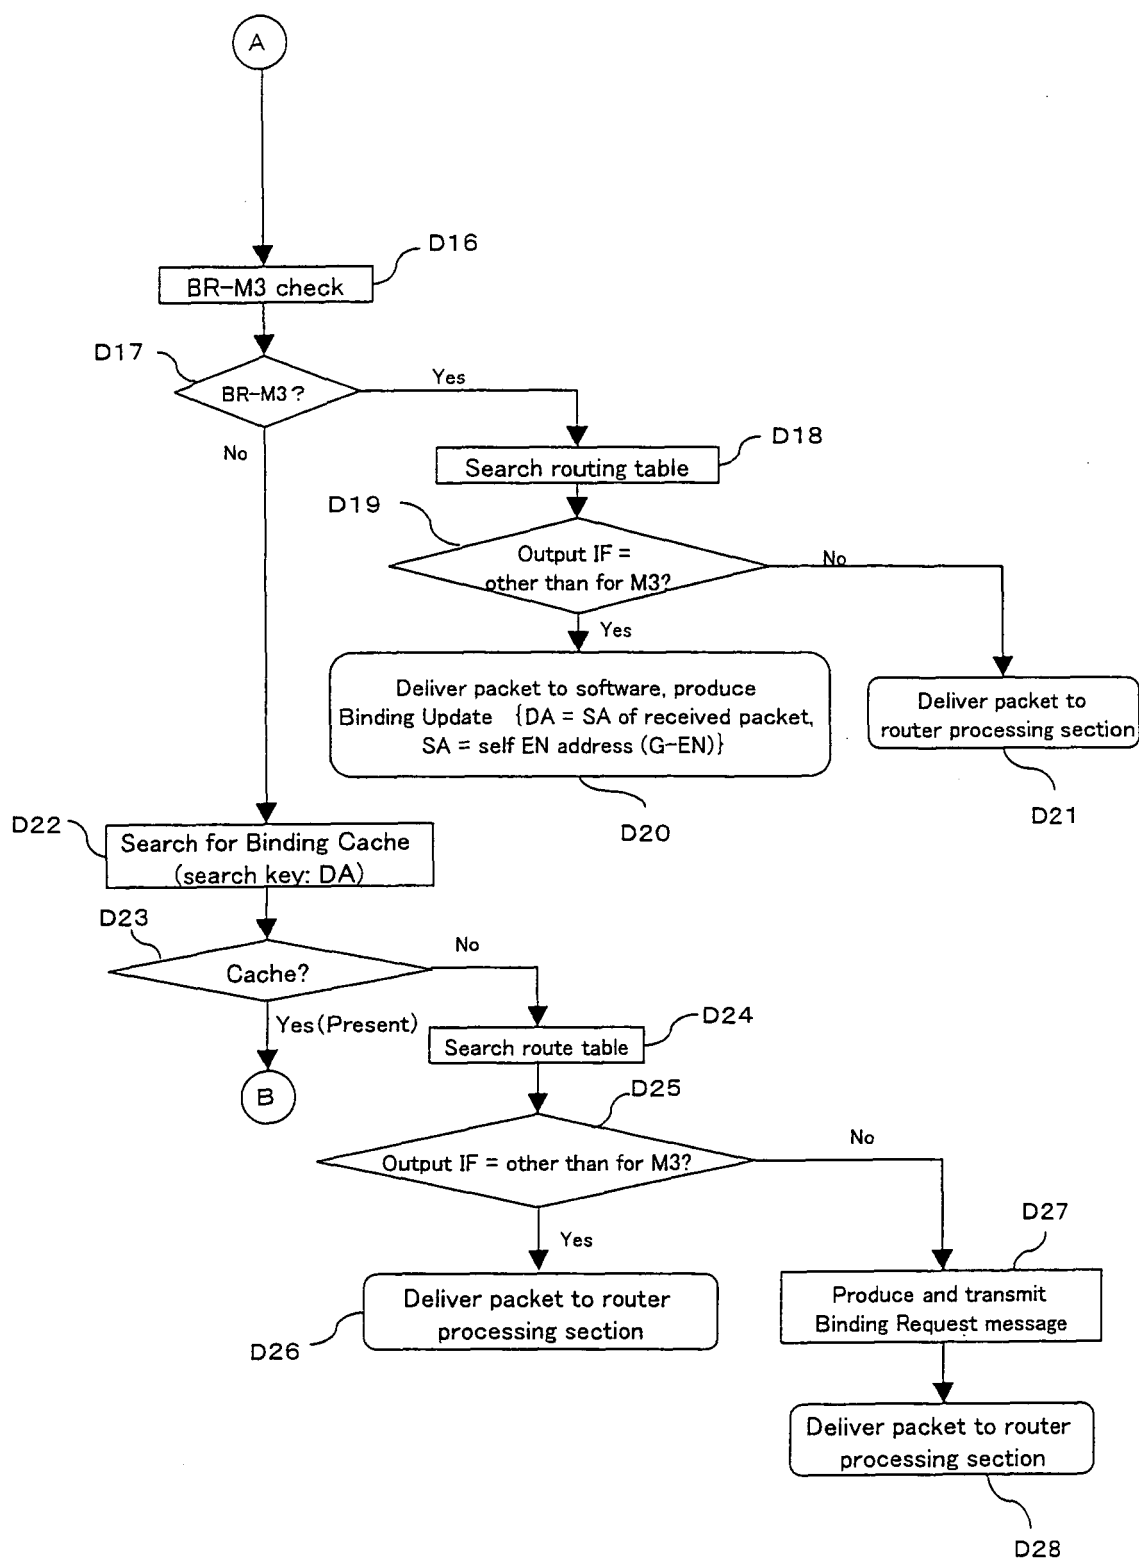 A
D16
BR-M3 check
D17
BR-M3?
Yes
No
D18
Search routing table
D19
Output IF =
other than for M3?
No
Yes
Deliver packet to software, produce
Binding Update {DA = SA of received packet,
SA = self EN address (G-EN)}
Deliver packet to
router processing section
D20
D21
D22
Search for Binding Cache
(search key: DA)
D23
Cache?
No
Yes(Present)
D24
Search route table
B
D25
Output IF = other than for M3?
No
Yes
D27
Deliver packet to router
processing section
D26
Produce and transmit
Binding Request message
Deliver packet to router
processing section
D28